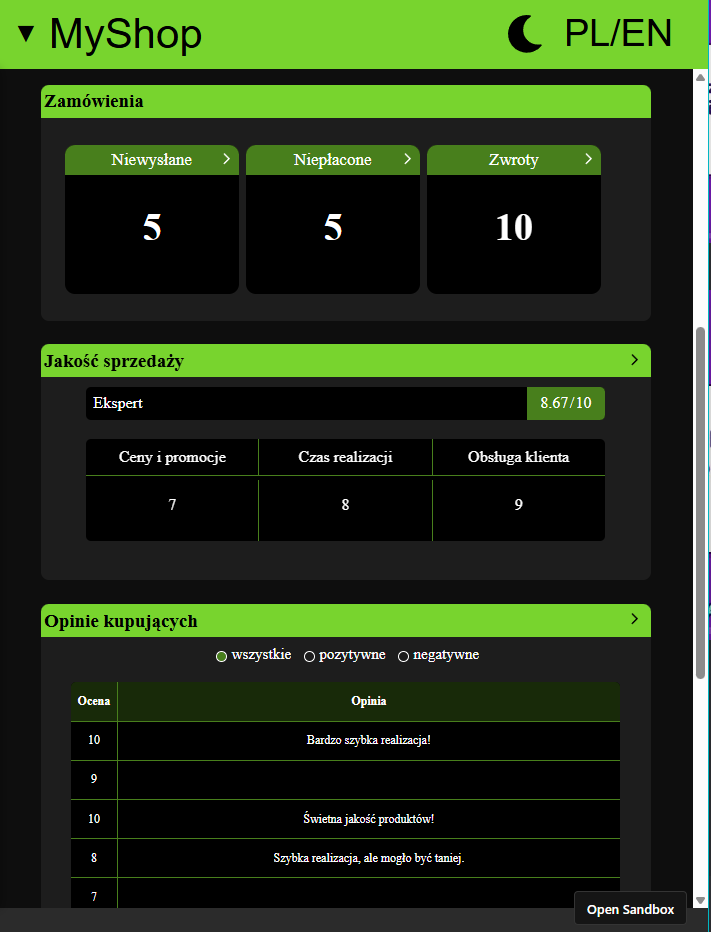 ▼ MyShop PL/EN
Zamówienia
Niewysłane Niepłacone Zwroty
5 5 10
Jakość sprzedaży
Ekspert 8.67/10
Ceny i promocje Czas realizacji Obsługa klienta
7 8 9
Opinie kupujących
wszystkie pozytywne negatywne
Ocena Opinia
10 Bardzo szybka realizacja!
9
10 Świetna jakość produktów!
8 Szybka realizacja, ale mogło być taniej.
7
Open Sandbox